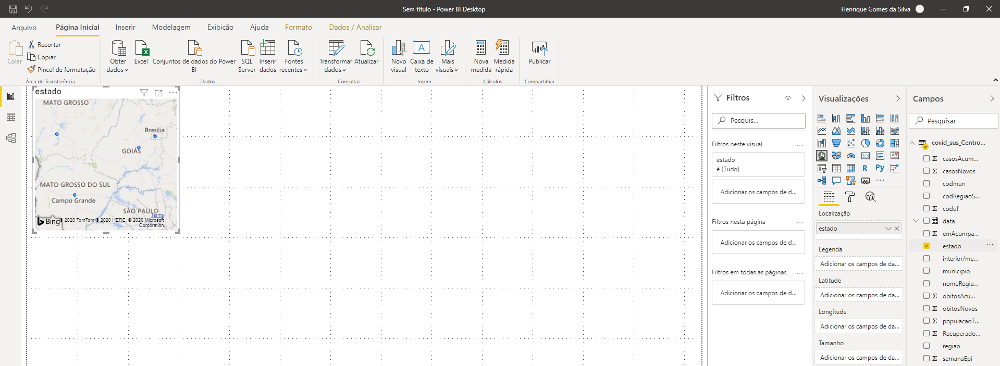 Sem título - Power BI Desktop
Henrique Gomes da Silva
Arquivo
Página Inicial
Inserir
Modelagem
Exibição
Ajuda
Formato
Dados / Analisar
Colar
Recortar
Copiar
Pincel de formatação
Área de Transferência
Obter
dados
Excel
Conjuntos de dados do Power
BI
SQL
Server
Inserir
dados
Fontes
recentes
Dados
Transformar
dados
Atualizar
Consultas
Novo
visual
Caixa de
texto
Mais
visuais
Inserir
Nova
medida
Medida
rápida
Cálculos
Publicar
Compartilhar
estado
MATO GROSSO
Brasília
GOIÁS
MATO GROSSO DO SUL
Campo Grande
SÃO PAULO
Terms
Bing
© 2020 TomTom © 2020 HERE, © 2020 Microsoft
Corporation
Filtros
Pesquis...
Filtros neste visual
...
estado
é (Tudo)
Adicionar os campos de d...
Filtros nesta página
...
Adicionar os campos de d...
Filtros em todas as páginas
...
Adicionar os campos de d...
Visualizações
123
R
Py
...
Localização
estado
Legenda
Adicionar os campos de da...
Latitude
Adicionar os campos de da...
Longitude
Adicionar os campos de da...
Tamanho
Adicionar os campos de da...
Campos
Pesquisar
covid_sus_Centro...
Σ casosAcum...
Σ casosNovos
codmun
codRegiaoS...
Σ coduf
data
Σ emAcompa...
estado
...
interior/me...
municipio
nomeRegia...
Σ obitosAcu...
Σ obitosNovos
Σ populacaoT...
Σ Recuperado...
regiao
Σ semanaEpi